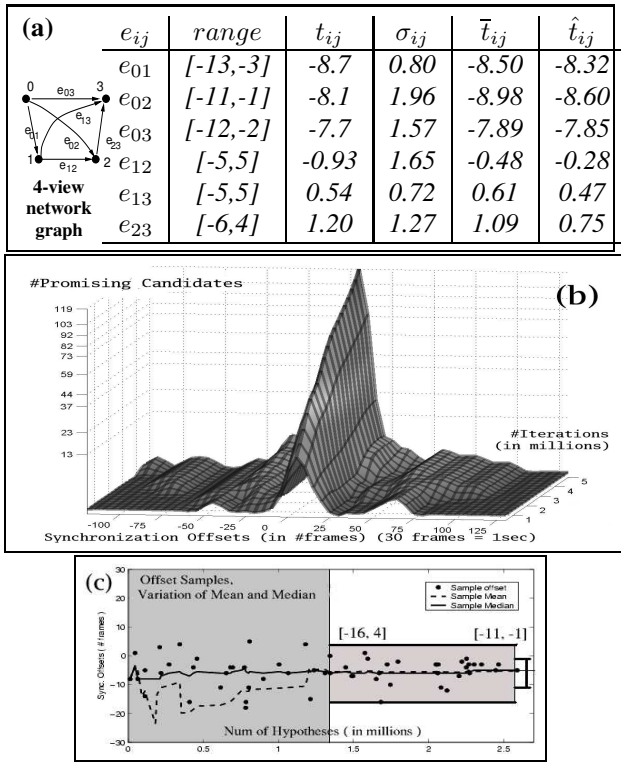 (a)
e_ij range t_ij σ_ij t̄_ij t̂_ij
e_01 [-13,-3] -8.7 0.80 -8.50 -8.32
e_02 [-11,-1] -8.1 1.96 -8.98 -8.60
e_03 [-12,-2] -7.7 1.57 -7.89 -7.85
e_12 [-5,5] -0.93 1.65 -0.48 -0.28
e_13 [-5,5] 0.54 0.72 0.61 0.47
e_23 [-6,4] 1.20 1.27 1.09 0.75
0 e_03 3
e_01 e_13 e_02 e_23
1 e_12 2
4-view
network
graph
#Promising Candidates
(b)
119
103
92
82
73
59
44
37
23
13
#Iterations
(in millions)
5
4
3
2
1
-100 -75 -50 -25 0 25 50 75 100 125
Synchronization Offsets (in #frames) (30 frames = 1sec)
(c)
Offset Samples,
Variation of Mean and Median
Sample offset
Sample Mean
Sample Median
[-16, 4] [-11, -1]
Sync. Offsets ( # frames)
30
20
10
0
−10
−20
−30
Num of Hypotheses ( in millions )
0 0.5 1 1.5 2 2.5